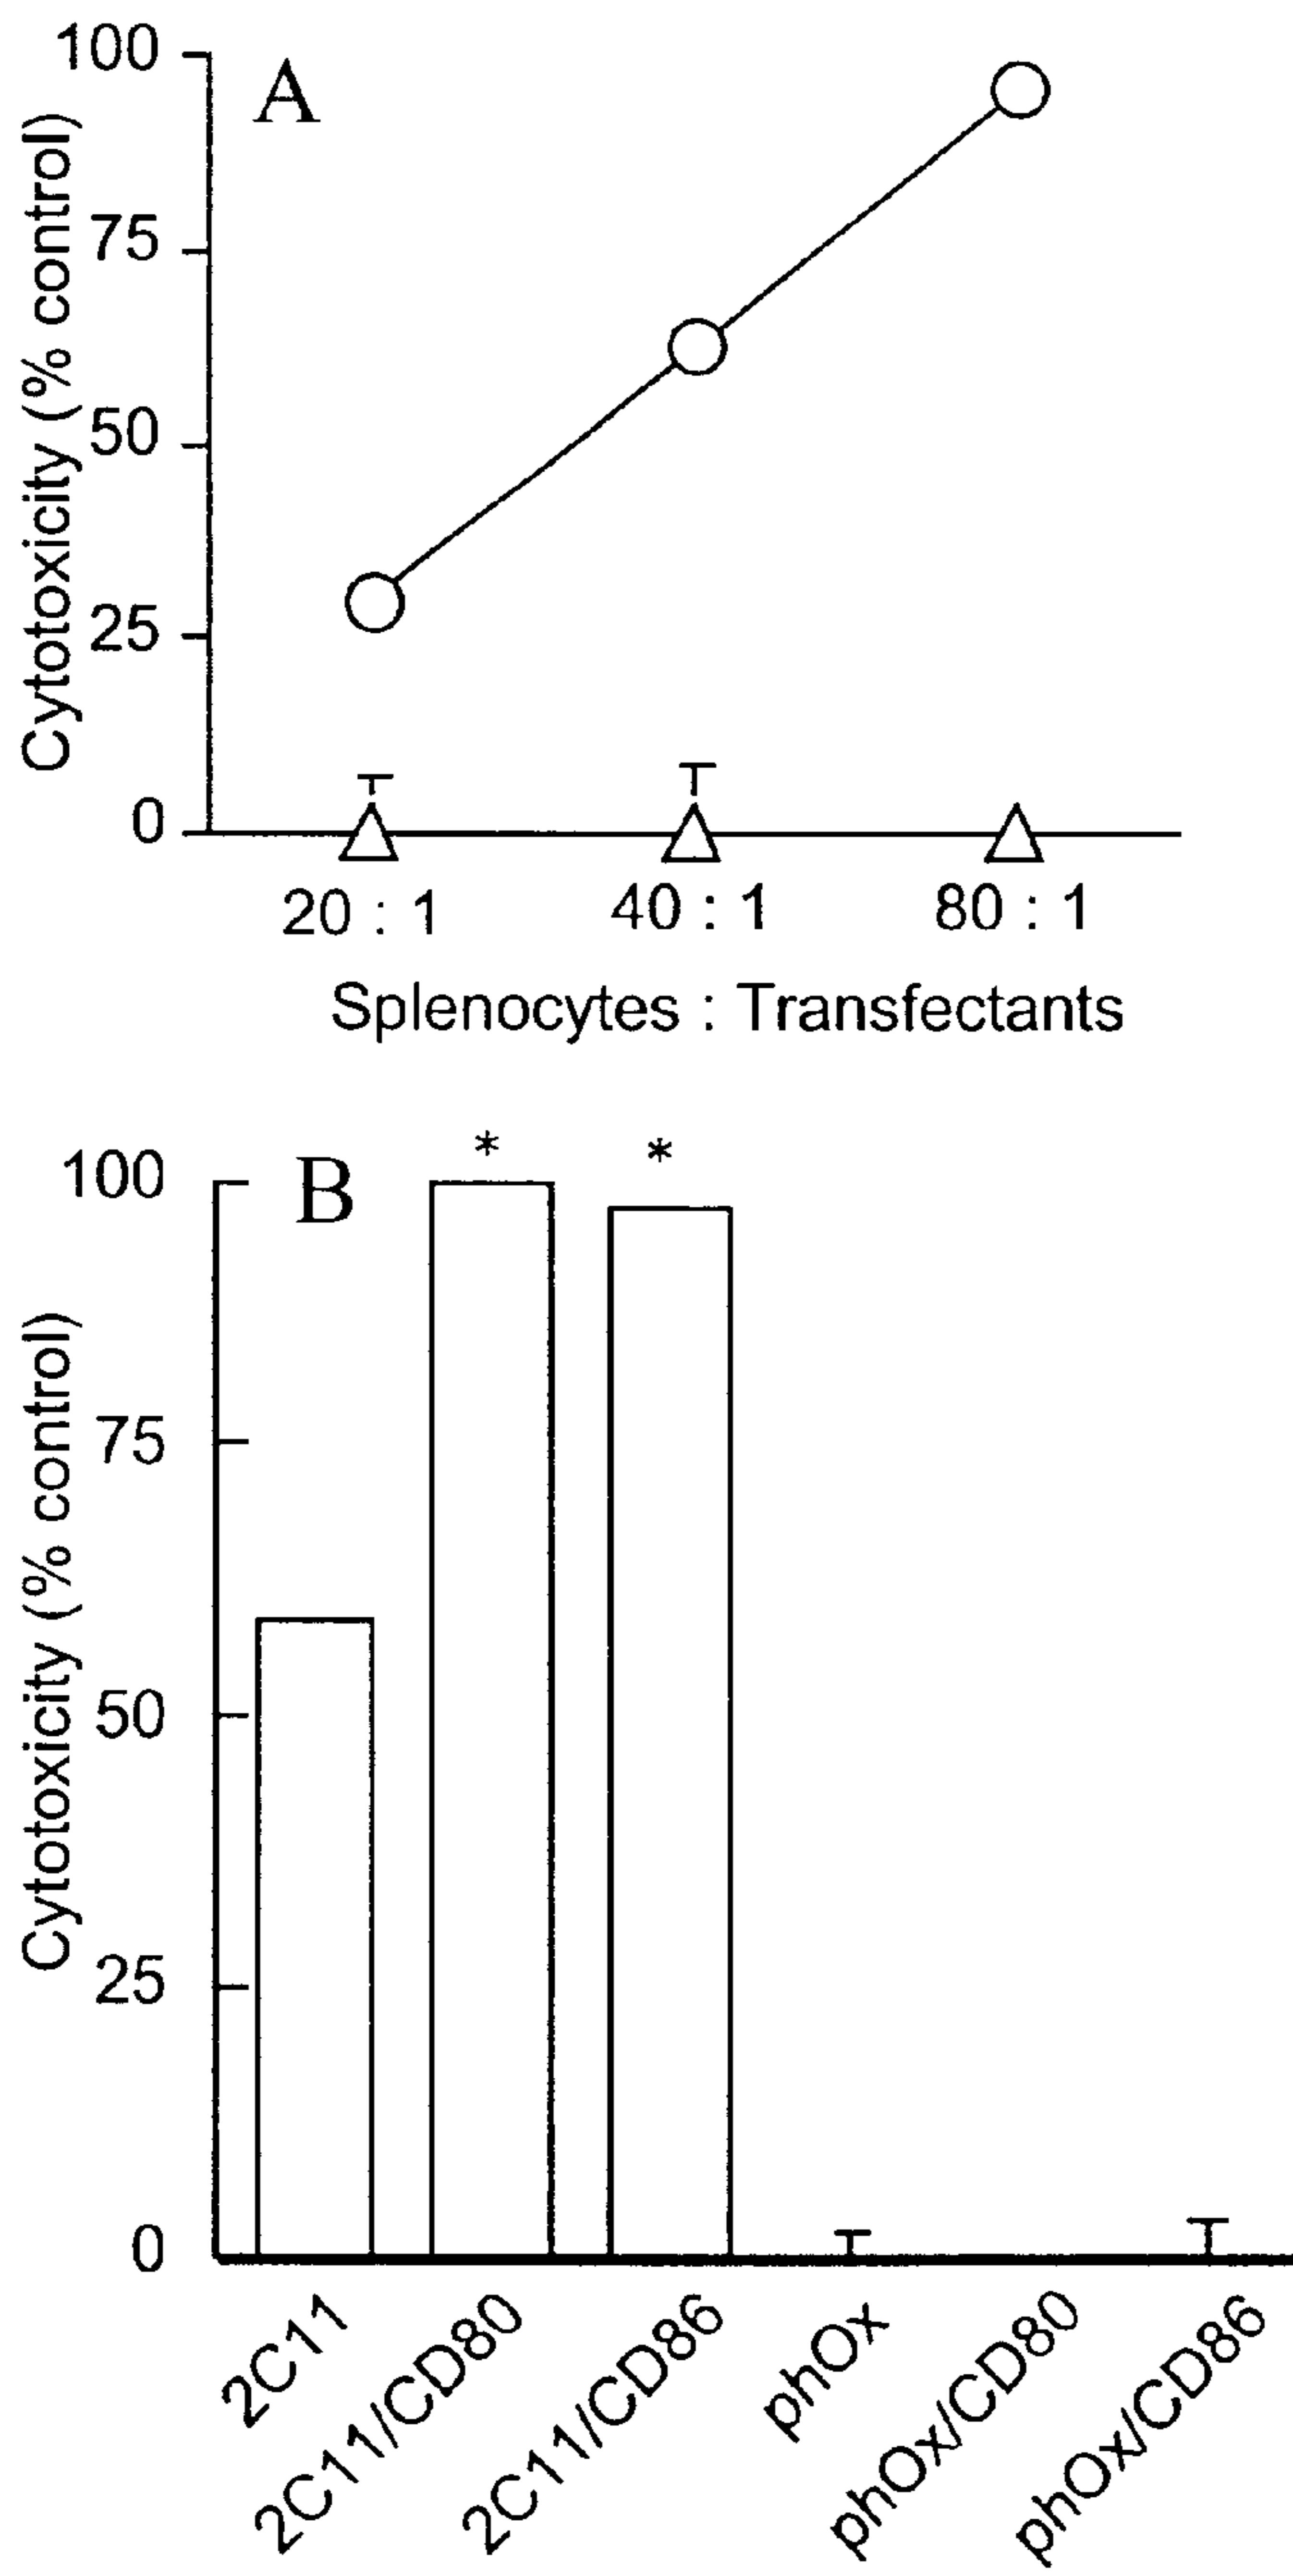 A
Cytotoxicity (% control)
100
75
50
25
0
20 : 1
40 : 1
80 : 1
Splenocytes : Transfectants
B
* *
Cytotoxicity (% control)
100
75
50
25
0
2C11
2C11/CD80
2C11/CD86
phOx
phOx/CD80
phOx/CD86